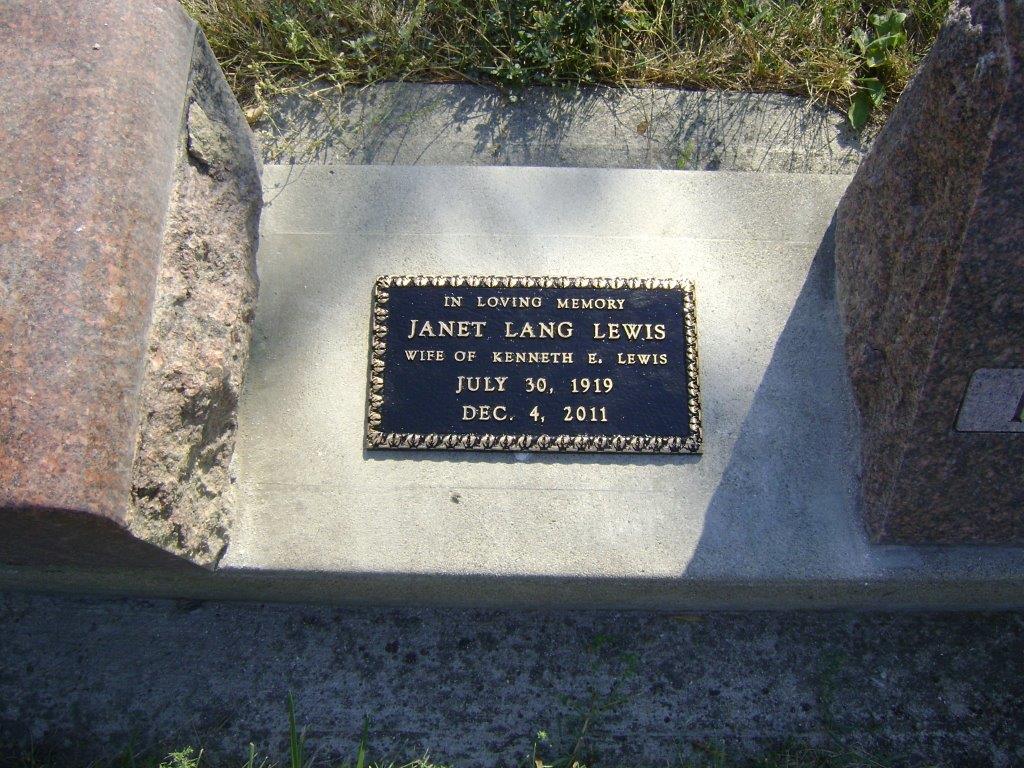 IN LOVING MEMORY
JANET LANG LEWIS
WIFE OF KENNETH E. LEWIS
JULY 30, 1919
DEC. 4, 2011